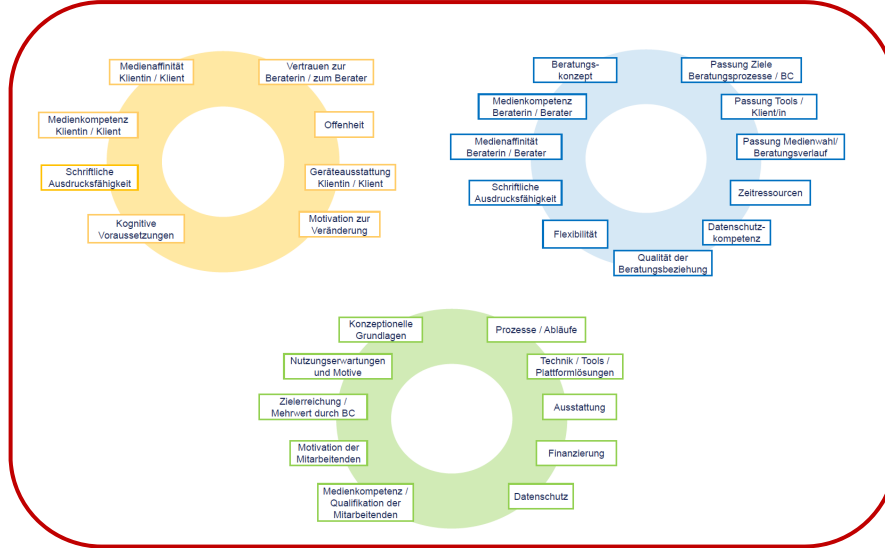 Medienaffinität
Klientin / Klient
Vertrauen zur
Beraterin / zum Berater
Medienkompetenz
Klientin / Klient
Offenheit
Schriftliche
Ausdrucksfähigkeit
Geräteausstattung
Klientin / Klient
Kognitive
Voraussetzungen
Motivation zur
Veränderung
Beratungs-
konzept
Passung Ziele
Beratungsprozesse / BC
Medienkompetenz
Beraterin / Berater
Passung Tools /
Klient/in
Medienaffinität
Beraterin / Berater
Passung Medienwahl/
Beratungsverlauf
Schriftliche
Ausdrucksfähigkeit
Zeitressourcen
Flexibilität
Datenschutz-
kompetenz
Qualität der
Beratungsbeziehung
Konzeptionelle
Grundlagen
Prozesse / Abläufe
Nutzungserwartungen
und Motive
Technik / Tools /
Plattformlösungen
Zielerreichung /
Mehrwert durch BC
Ausstattung
Motivation der
Mitarbeitenden
Finanzierung
Medienkompetenz /
Qualifikation der
Mitarbeitenden
Datenschutz